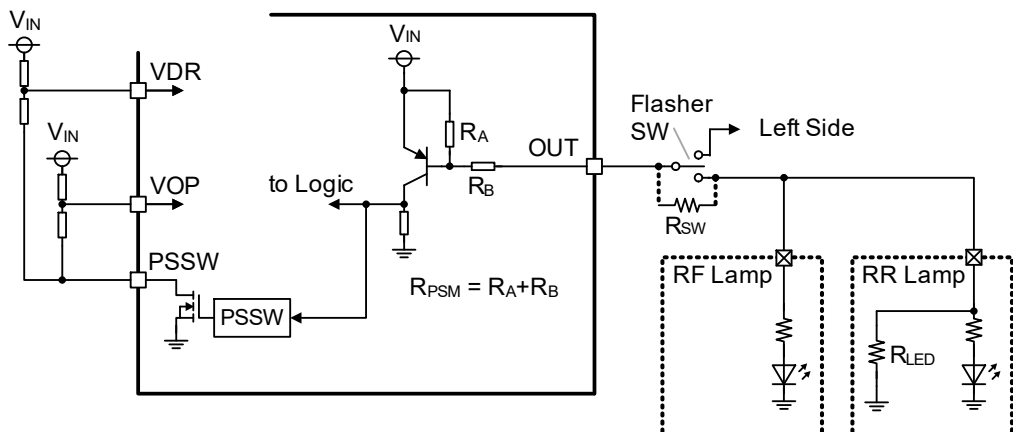 VIN
VDR
VIN
VOP
PSSW
PSSW
VIN
RA
RB
to Logic
RPSM = RA+RB
OUT
Flasher
SW
Left Side
RSW
RF Lamp
RR Lamp
RLED